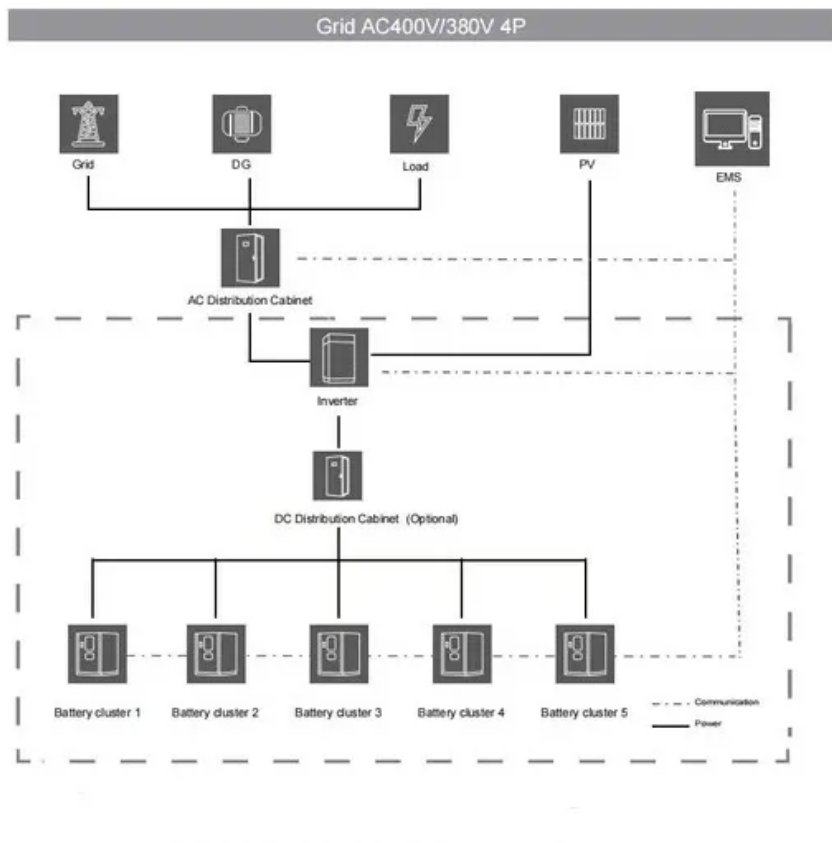 Grid AC400V/380V 4P
Grid
DG
Load
PV
EMS
AC Distribution Cabinet
Inverter
DC Distribution Cabinet (Optional)
Battery cluster 1
Battery cluster 2
Battery cluster 3
Battery cluster 4
Battery cluster 5
Communication
Power